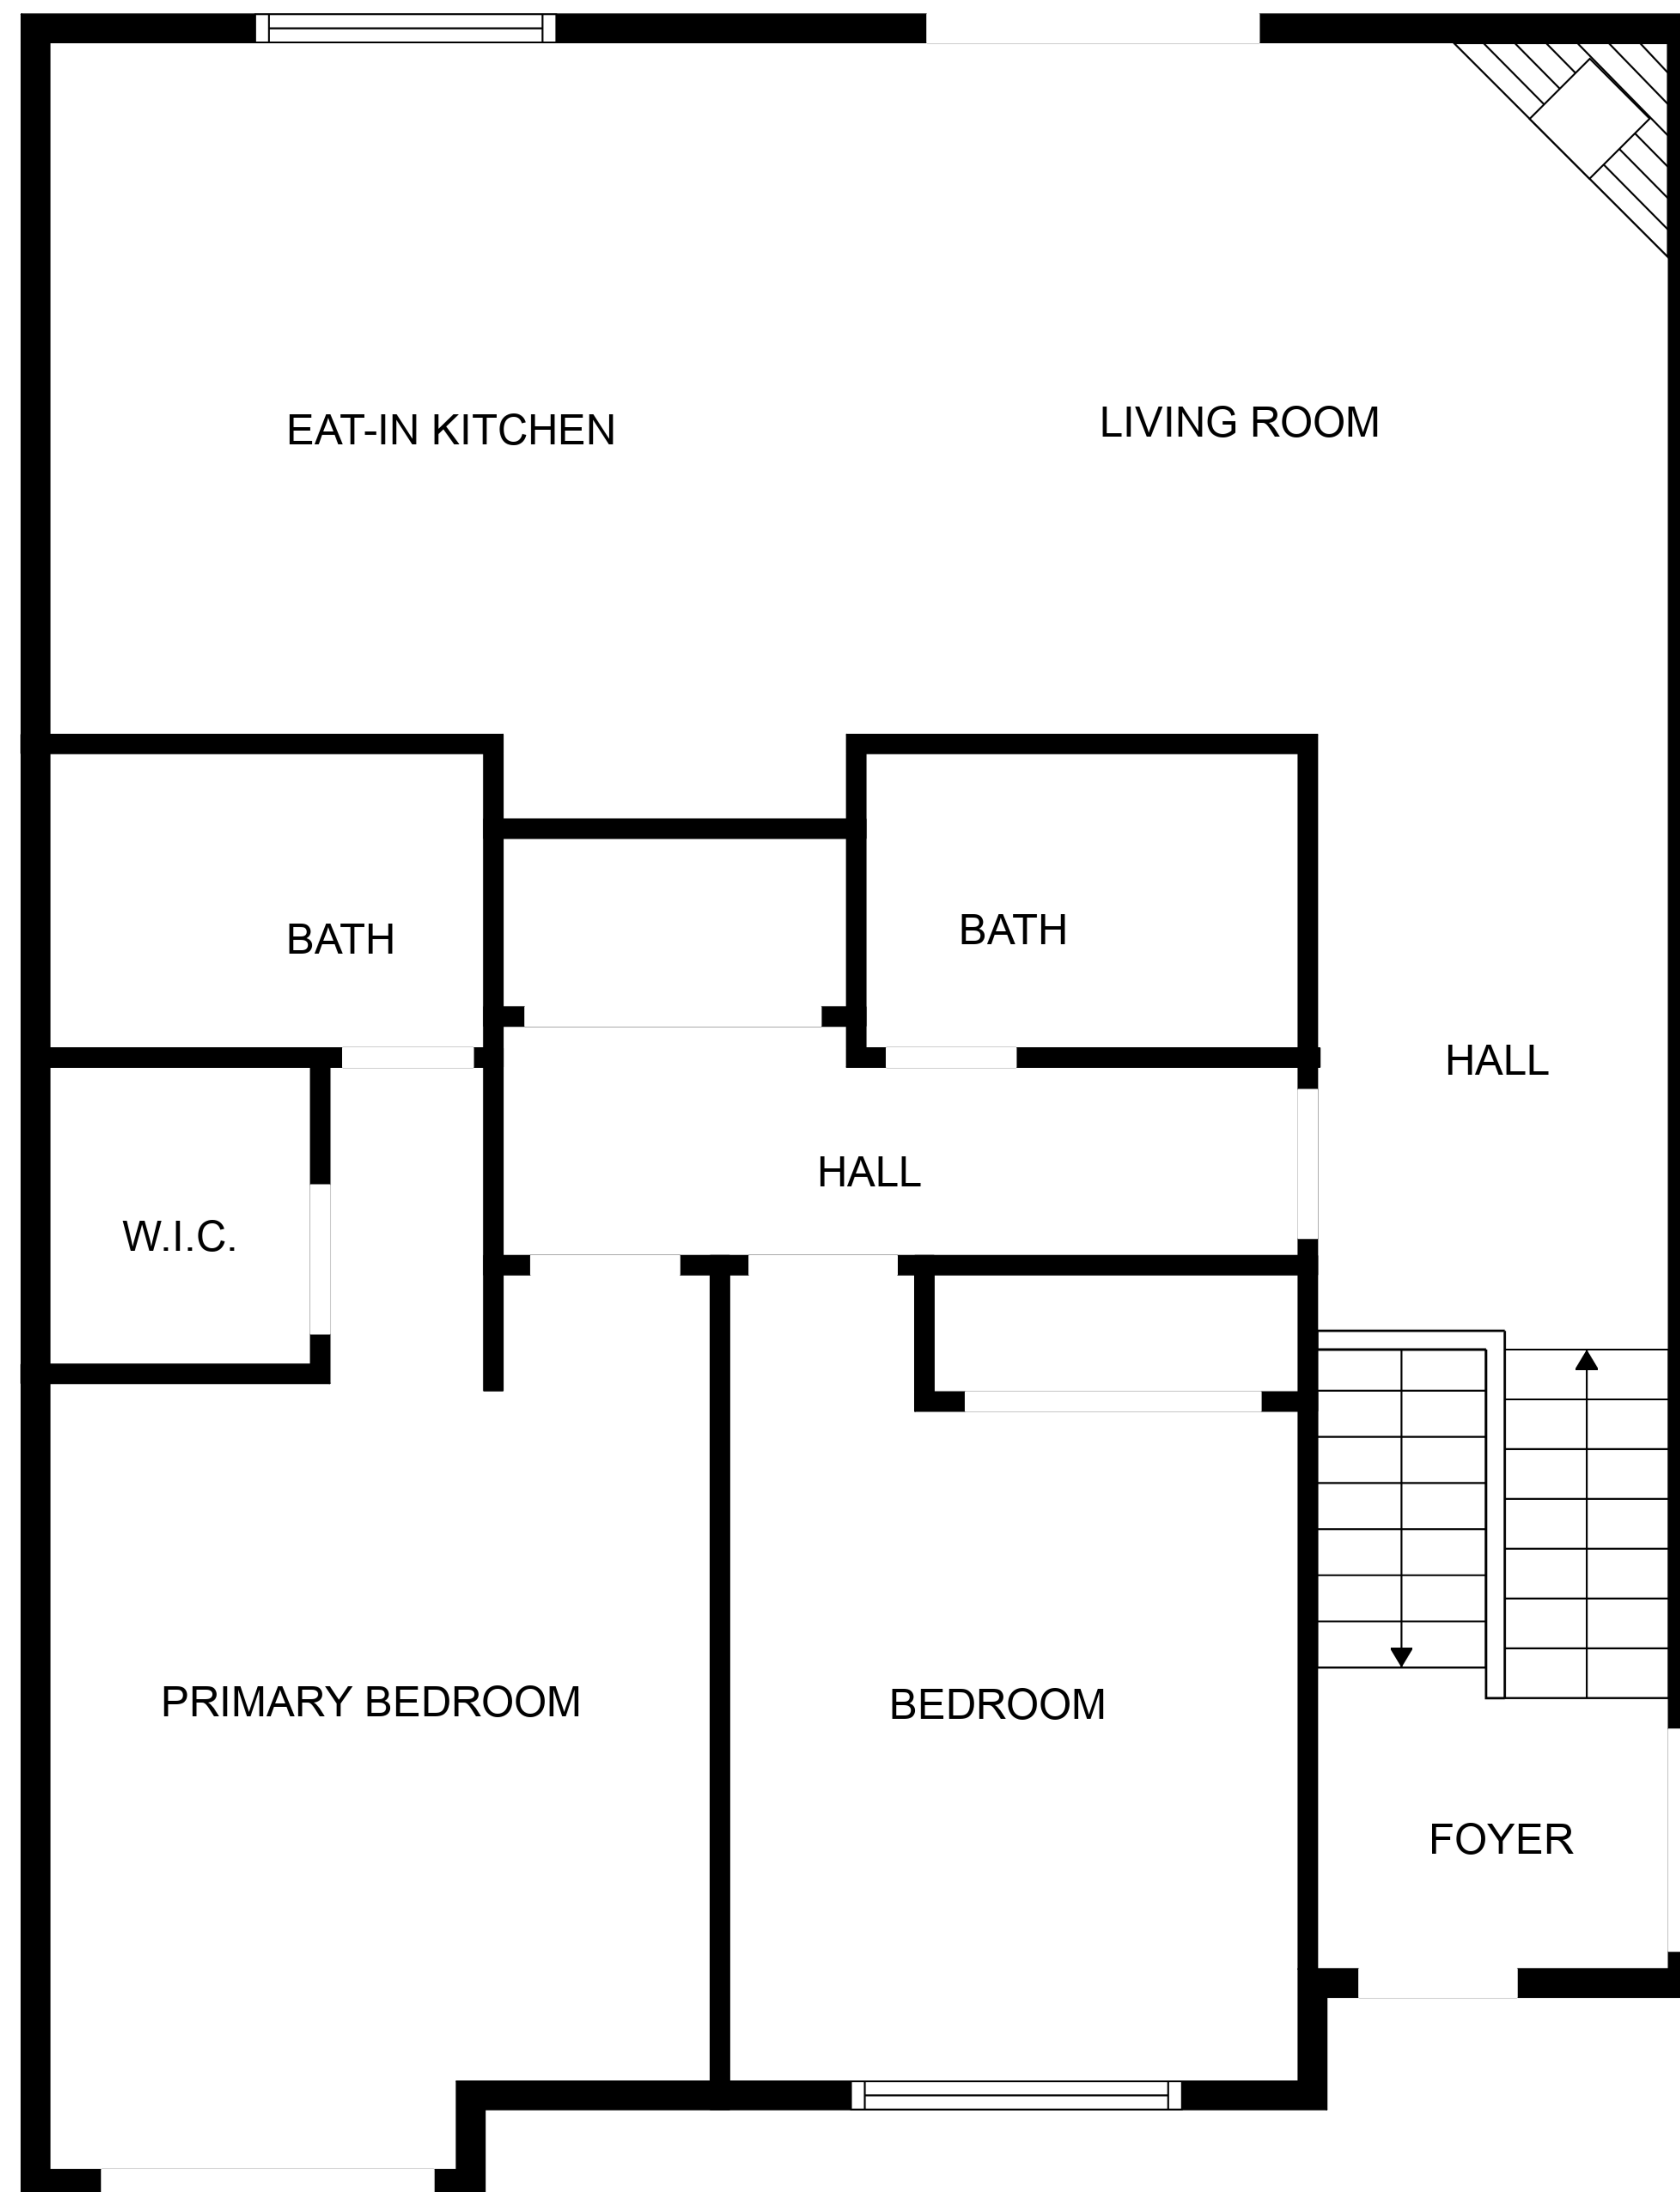 EAT-IN KITCHEN
LIVING ROOM
BATH
BATH
HALL
HALL
W.I.C.
PRIMARY BEDROOM
BEDROOM
FOYER